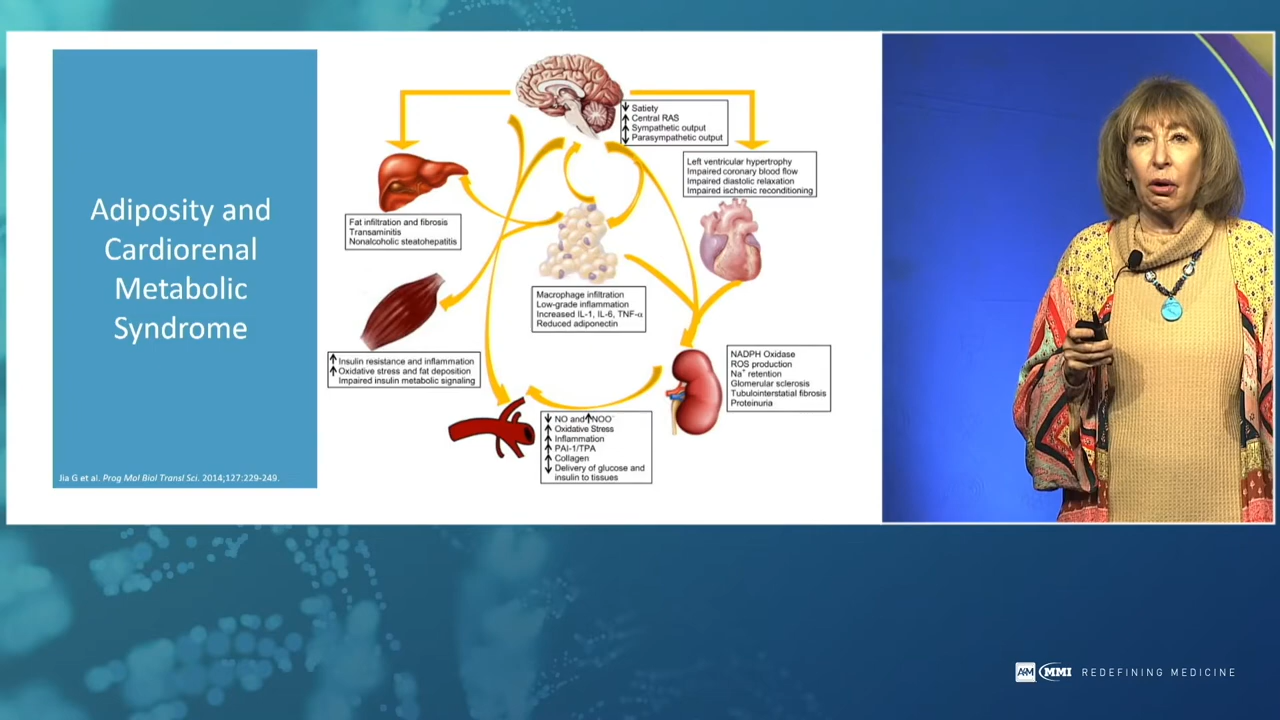 Adiposity and
Cardiorenal
Metabolic
Syndrome
Jia G et al. Prog Mol Biol Transl Sci. 2014;127:229-249.
↓ Satiety
↑ Central RAS
↑ Sympathetic output
↓ Parasympathetic output
Left ventricular hypertrophy
Impaired coronary blood flow
Impaired diastolic relaxation
Impaired ischemic reconditioning
Fat infiltration and fibrosis
Transaminitis
Nonalcoholic steatohepatitis
Macrophage infiltration
Low-grade inflammation
Increased IL-1, IL-6, TNF-α
Reduced adiponectin
↑ Insulin resistance and inflammation
↑ Oxidative stress and fat deposition
Impaired insulin metabolic signaling
NADPH Oxidase
ROS production
Na⁺ retention
Glomerular sclerosis
Tubulointerstatial fibrosis
Proteinuria
↓ NO and ↑ NOO⁻
↑ Oxidative Stress
↑ Inflammation
↑ PAI-1/TPA
↑ Collagen
↓ Delivery of glucose and
insulin to tissues
A4M MMI REDEFINING MEDICINE